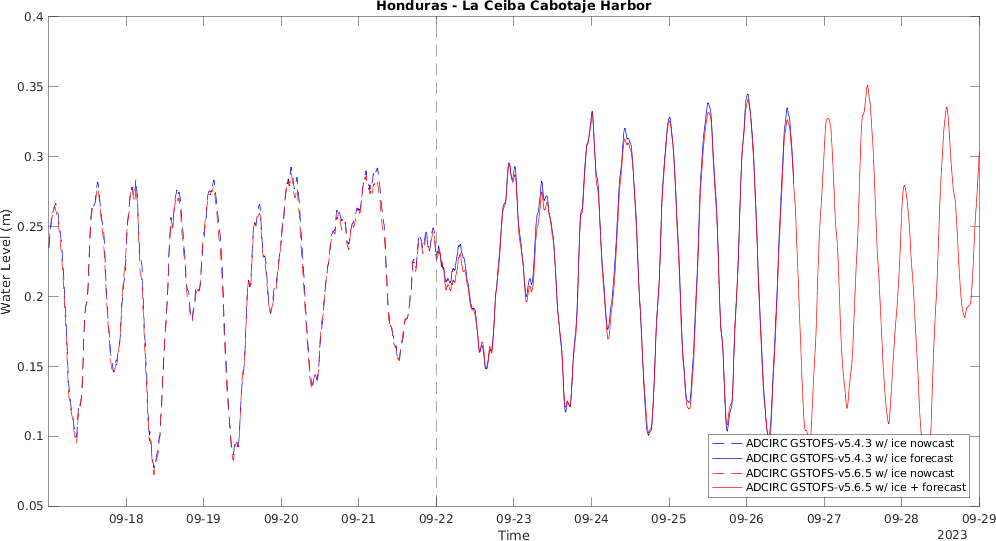 Honduras - La Ceiba Cabotaje Harbor
0.4
0.35
0.3
0.25
0.2
0.15
0.1
0.05
Water Level (m)
ADCIRC GSTOFS-v5.4.3 w/ ice nowcast
ADCIRC GSTOFS-v5.4.3 w/ ice forecast
ADCIRC GSTOFS-v5.6.5 w/ ice nowcast
ADCIRC GSTOFS-v5.6.5 w/ ice + forecast
09-18 09-19 09-20 09-21 09-22 09-23 09-24 09-25 09-26 09-27 09-28 09-29
Time
2023